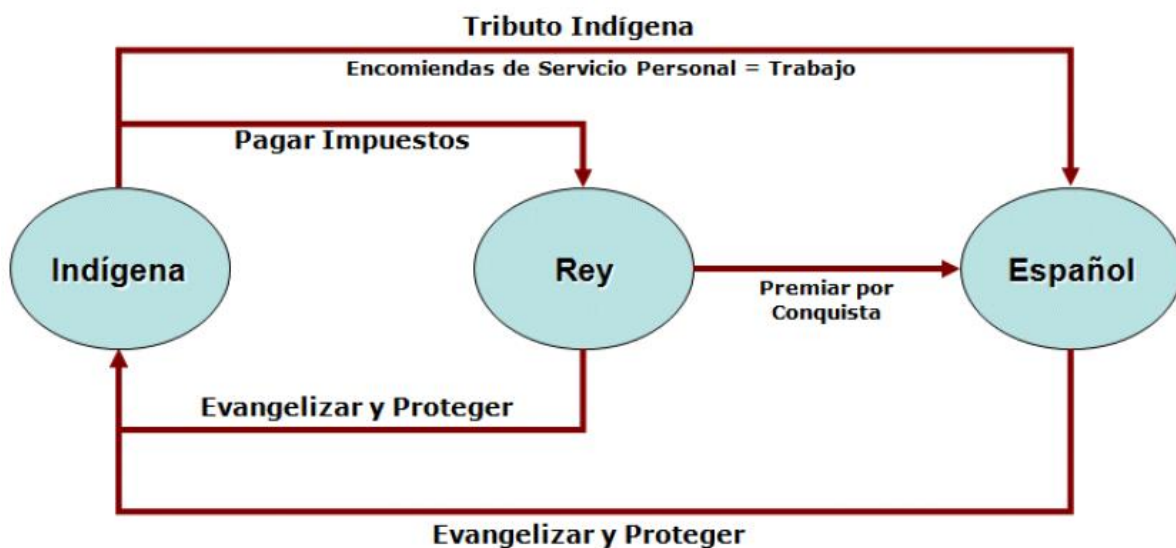 Tributo Indígena
Encomiendas de Servicio Personal = Trabajo
Pagar Impuestos
Indígena
Rey
Español
Premiar por
Conquista
Evangelizar y Proteger
Evangelizar y Proteger